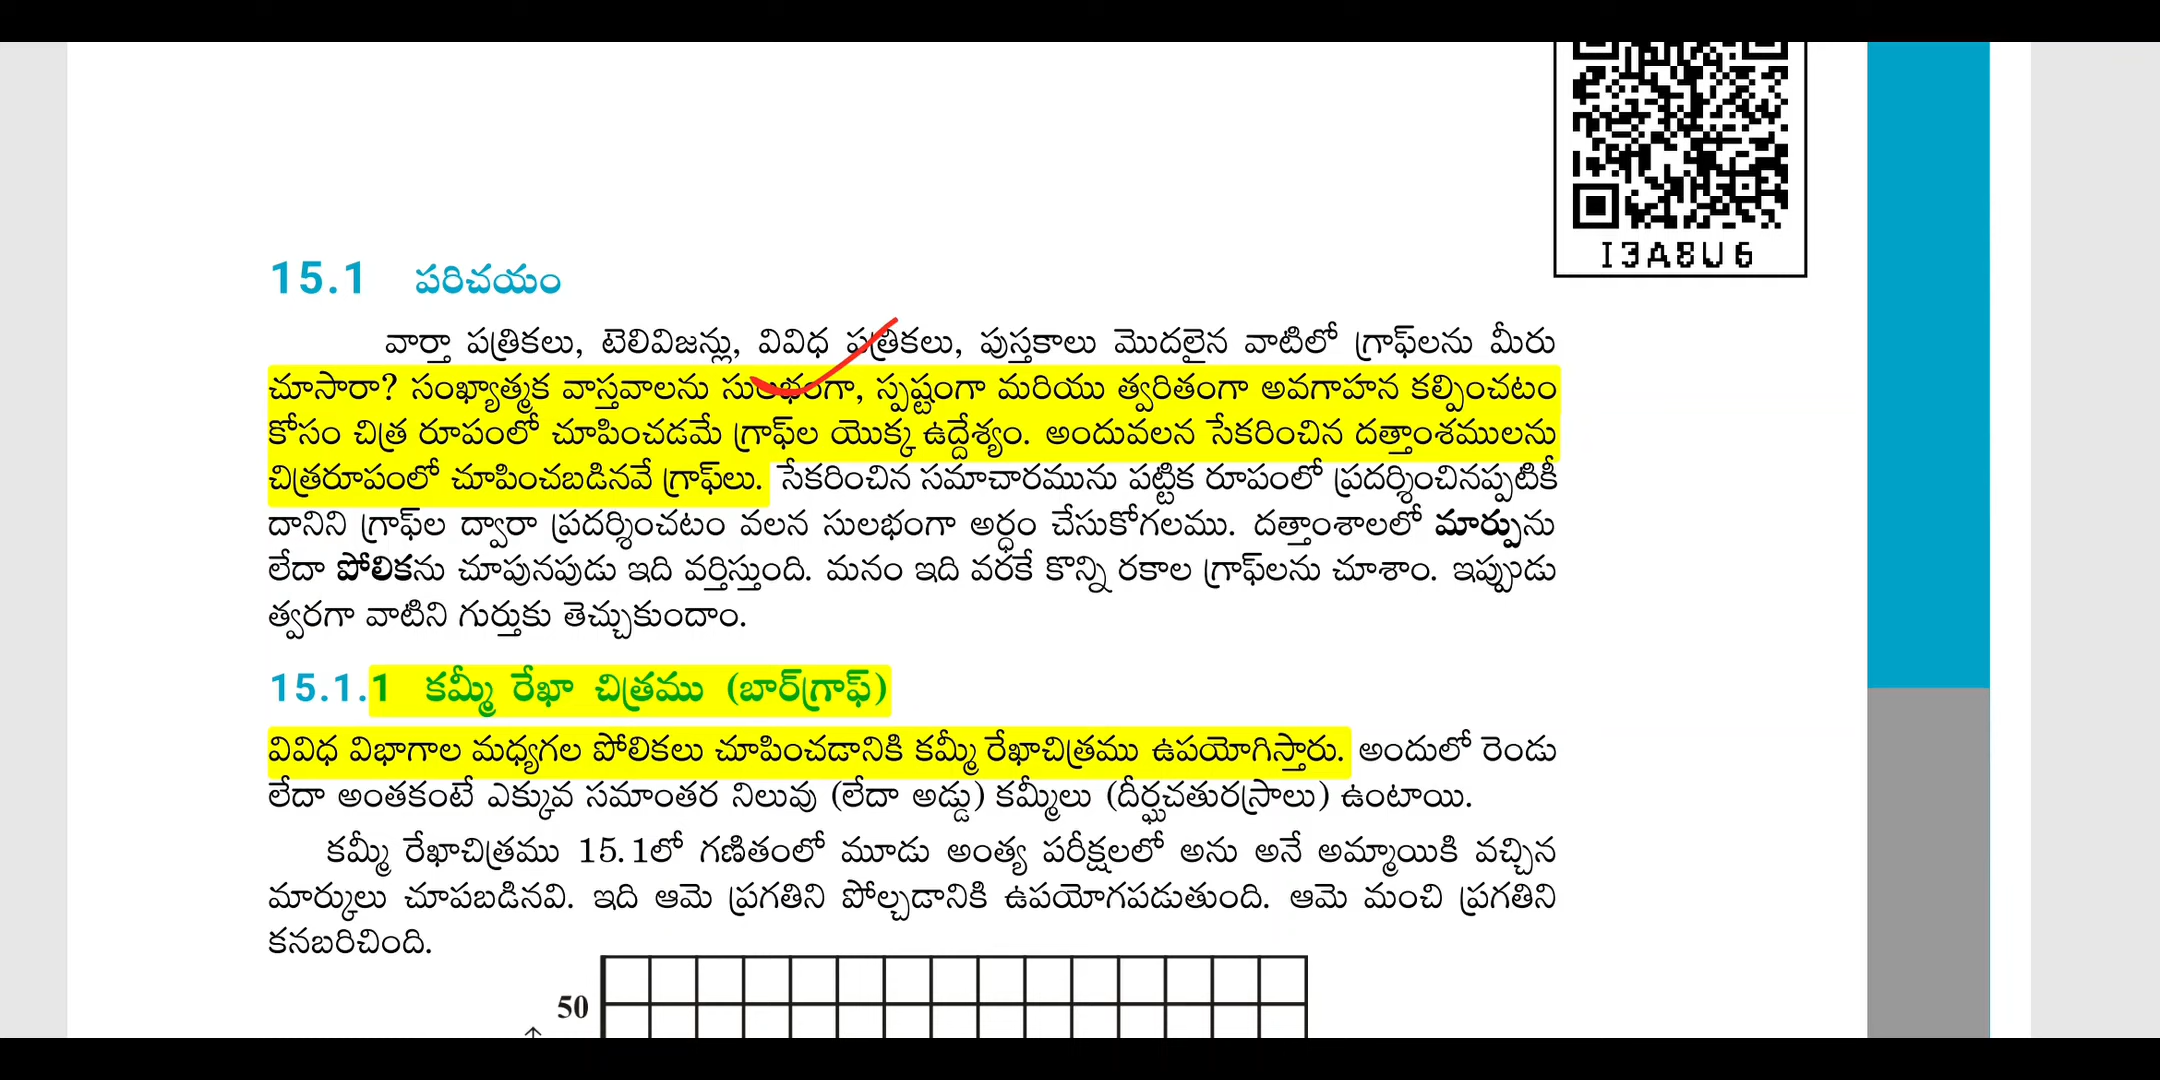 I3A8U6
15.1 పరిచయం
వార్తా పత్రికలు, టెలివిజన్లు, వివిధ పత్రికలు, పుస్తకాలు మొదలైన వాటిలో గ్రాఫ్‌లను మీరు
చూసారా? సంఖ్యాత్మక వాస్తవాలను సులభంగా, స్పష్టంగా మరియు త్వరితంగా అవగాహన కల్పించటం
కోసం చిత్ర రూపంలో చూపించడమే గ్రాఫ్‌ల యొక్క ఉద్దేశ్యం. అందువలన సేకరించిన దత్తాంశములను
చిత్రరూపంలో చూపించబడినవే గ్రాఫ్‌లు. సేకరించిన సమాచారమును పట్టిక రూపంలో ప్రదర్శించినప్పటికీ
దానిని గ్రాఫ్‌ల ద్వారా ప్రదర్శించటం వలన సులభంగా అర్ధం చేసుకోగలము. దత్తాంశాలలో మార్పును
లేదా పోలికను చూపునపుడు ఇది వర్తిస్తుంది. మనం ఇది వరకే కొన్ని రకాల గ్రాఫ్‌లను చూశాం. ఇప్పుడు
త్వరగా వాటిని గుర్తుకు తెచ్చుకుందాం.
15.1.1 కమ్మీ రేఖా చిత్రము (బార్‌గ్రాఫ్)
వివిధ విభాగాల మధ్యగల పోలికలు చూపించడానికి కమ్మీ రేఖాచిత్రము ఉపయోగిస్తారు. అందులో రెండు
లేదా అంతకంటే ఎక్కువ సమాంతర నిలువు (లేదా అడ్డు) కమ్మీలు (దీర్ఘచతురస్రాలు) ఉంటాయి.
కమ్మీ రేఖాచిత్రము 15.1లో గణితంలో మూడు అంత్య పరీక్షలలో అను అనే అమ్మాయికి వచ్చిన
మార్కులు చూపబడినవి. ఇది ఆమె ప్రగతిని పోల్చడానికి ఉపయోగపడుతుంది. ఆమె మంచి ప్రగతిని
కనబరిచింది.
50